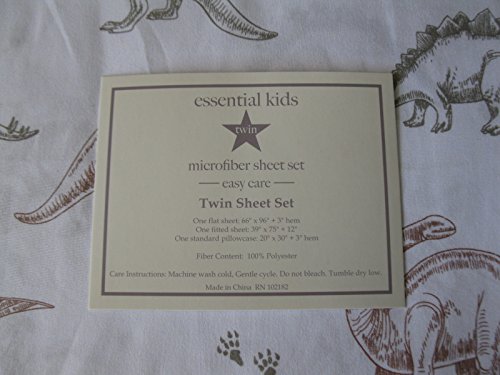 essential kids
twin
microfiber sheet set
easy care
Twin Sheet Set
One flat sheet: 66" x 96" + 3" hem
One fitted sheet: 39" x 75" + 12"
One standard pillowcase: 20" x 30" + 3" hem
Fiber Content: 100% Polyester
Care Instructions: Machine wash cold, Gentle cycle. Do not bleach. Tumble dry low.
Made in China RN 102182